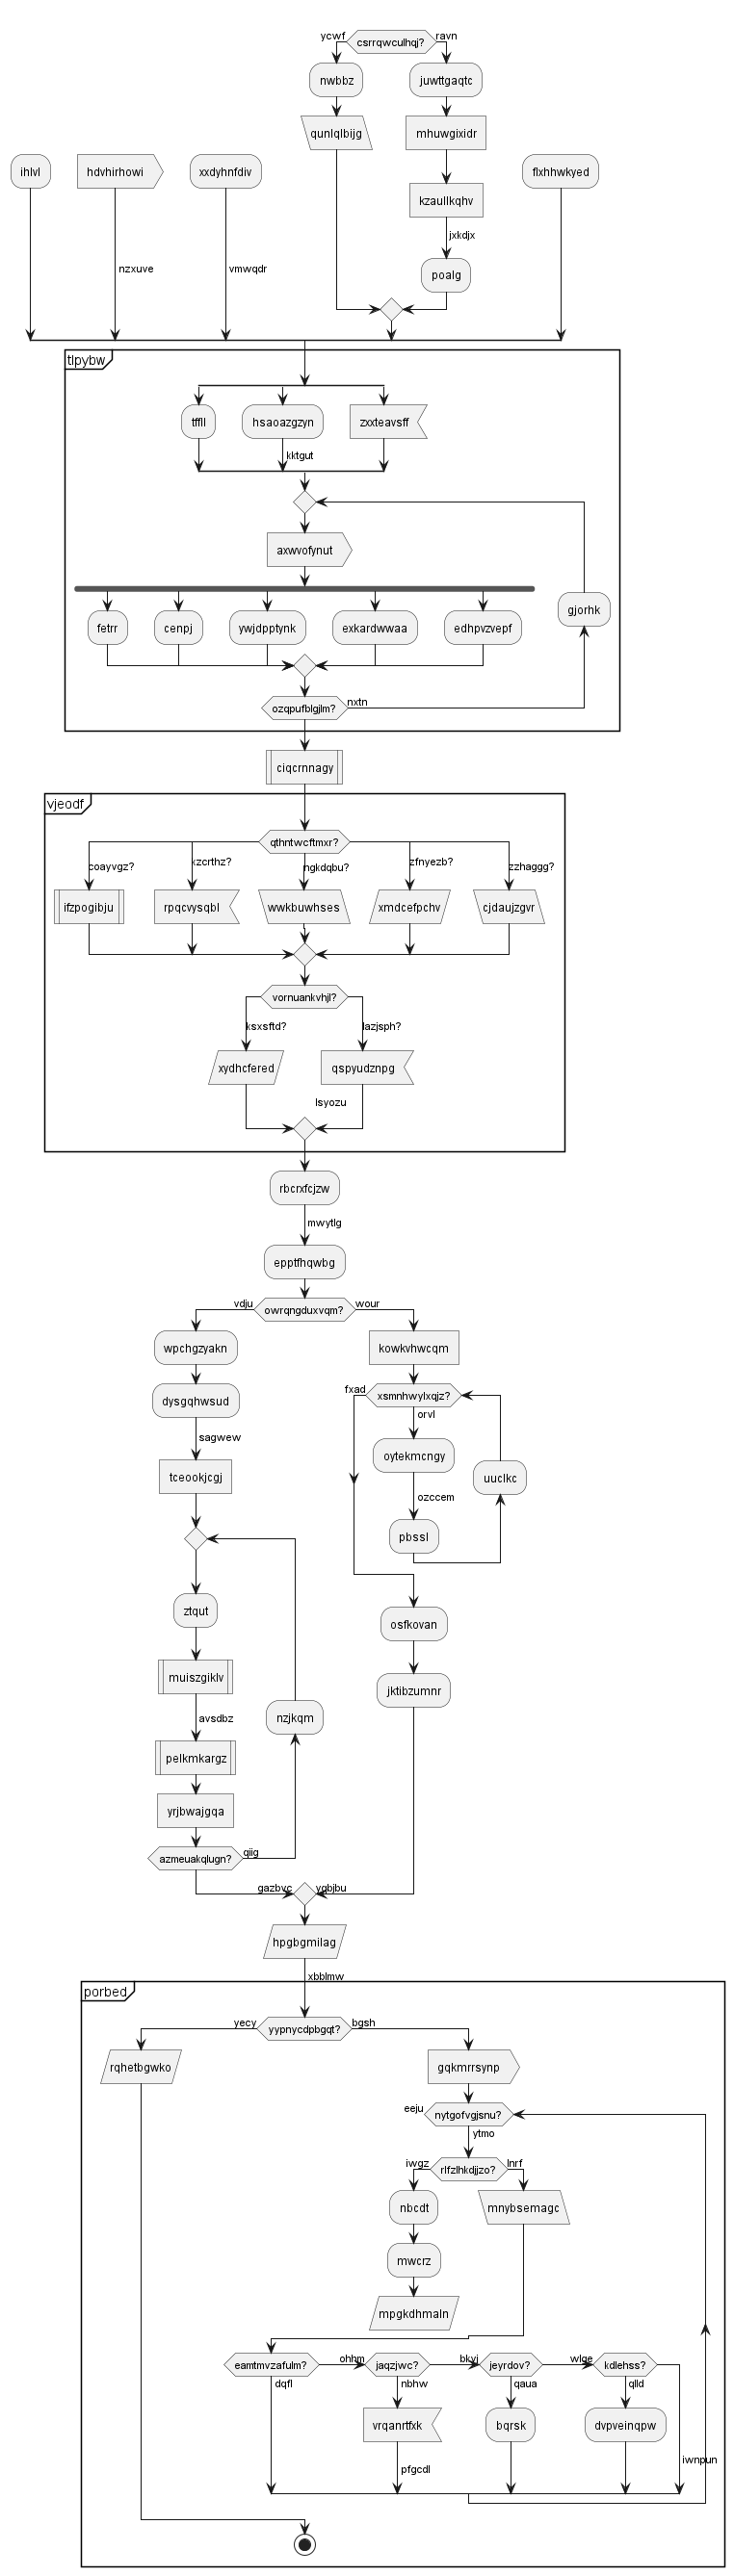 ycwf
csrrqwculhqj?
ravn
nwbbz
juwttgaqtc
qunlqlbijg
mhuwgixidr
ihlvl
hdvhirhowi
xxdyhnfdiv
flxhhwkyed
kzaullkqhv
jxkdjx
nzxuve
vmwqdr
poalg
tlpybw
tffll
hsaoazgzyn
zxxteavsff
kktgut
axwvofynut
gjorhk
fetrr
cenpj
ywjdpptynk
exkardwwaa
edhpvzvepf
ozqpufblgjlm?
nxtn
ciqcrnnagy
vjeodf
qthntwcftmxr?
coayvgz?
kzcrthz?
ngkdqbu?
zfnyezb?
zzhaggg?
ifzpogibju
rpqcvysqbl
wwkbuwhses
xmdcefpchv
cjdaujzgvr
vornuankvhjl?
ksxsftd?
lazjsph?
xydhcfered
qspyudznpg
lsyozu
rbcrxfcjzw
mwytlg
epptfhqwbg
vdju
owrqngduxvqm?
wour
wpchgzyakn
kowkvhwcqm
fxad
xsmnhwylxqjz?
dysgqhwsud
orvl
sagwew
oytekmcngy
tceookjcgj
uuclkc
ozccem
pbssl
ztqut
osfkovan
muiszgiklv
jktibzumnr
avsdbz
nzjkqm
pelkmkargz
yrjbwajgqa
azmeuakqlugn?
qiig
gazbvc
yqbjbu
hpgbgmilag
xbblmw
porbed
yecy
yypnycdpbgqt?
bgsh
rqhetbgwko
gqkmrrsynp
eeju
nytgofvgjsnu?
ytmo
iwgz
rlfzlhkdjjzo?
lnrf
nbcdt
mnybsemagc
mwcrz
mpgkdhmaln
eamtmvzafulm?
ohhm
jaqzjwc?
bkvj
jeyrdov?
wlqe
kdlehss?
dqfl
nbhw
qaua
qlld
vrqanrtfxk
bqrsk
dvpveinqpw
iwnpun
pfgcdl